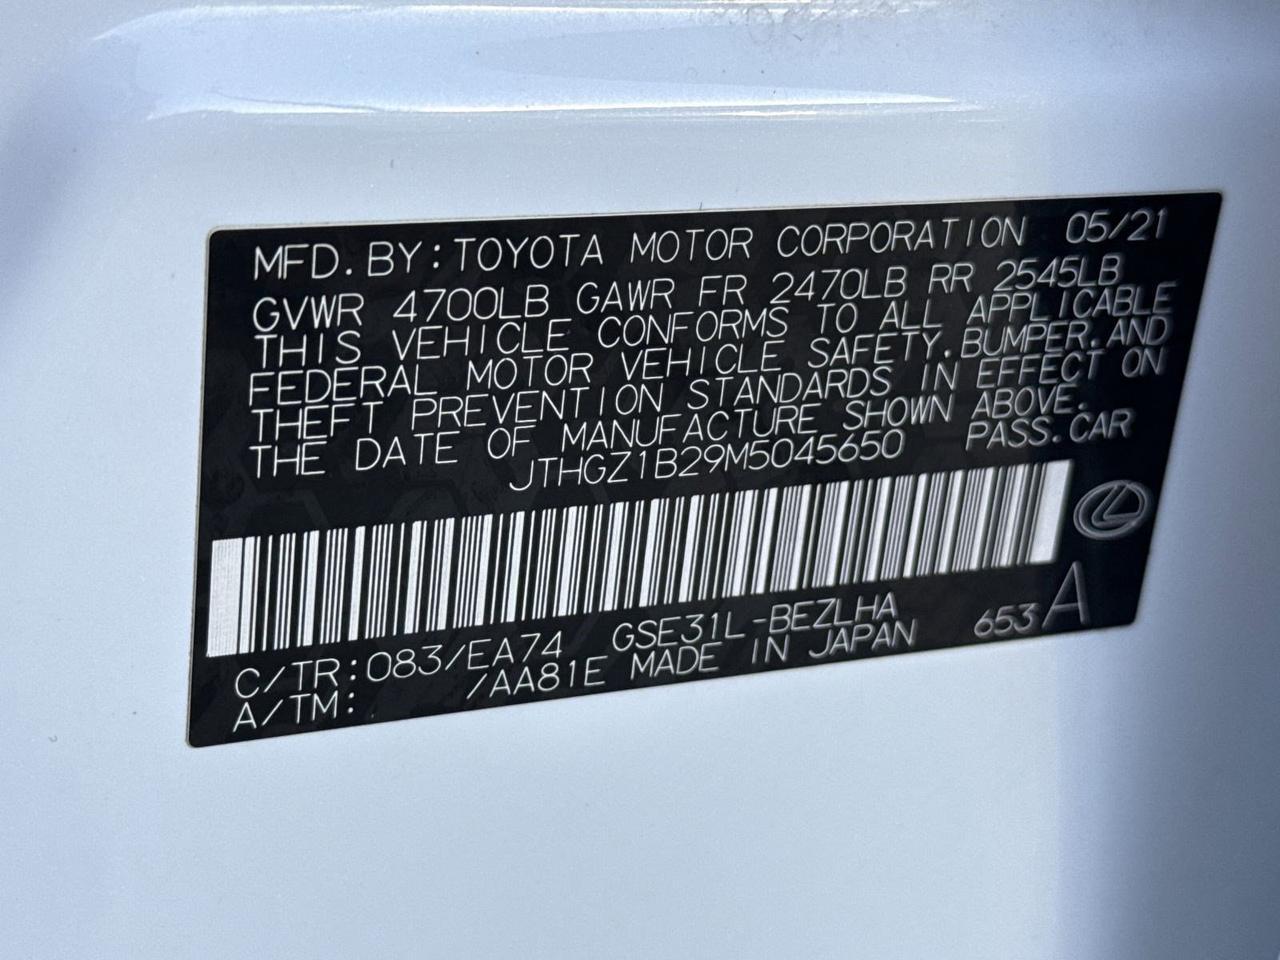 MFD. BY: TOYOTA MOTOR CORPORATION 05/21
GVWR 4700LB GAWR FR 2470LB RR 2545LB
THIS VEHICLE CONFORMS TO ALL APPLICABLE
FEDERAL MOTOR VEHICLE SAFETY, BUMPER, AND
THEFT PREVENTION STANDARDS IN EFFECT ON
THE DATE OF MANUFACTURE SHOWN ABOVE.
JTHGZ1B29M5045650 PASS. CAR
C/TR: 083/EA74 GSE31L-BEZLHA
A/TM: /AA81E MADE IN JAPAN 653A